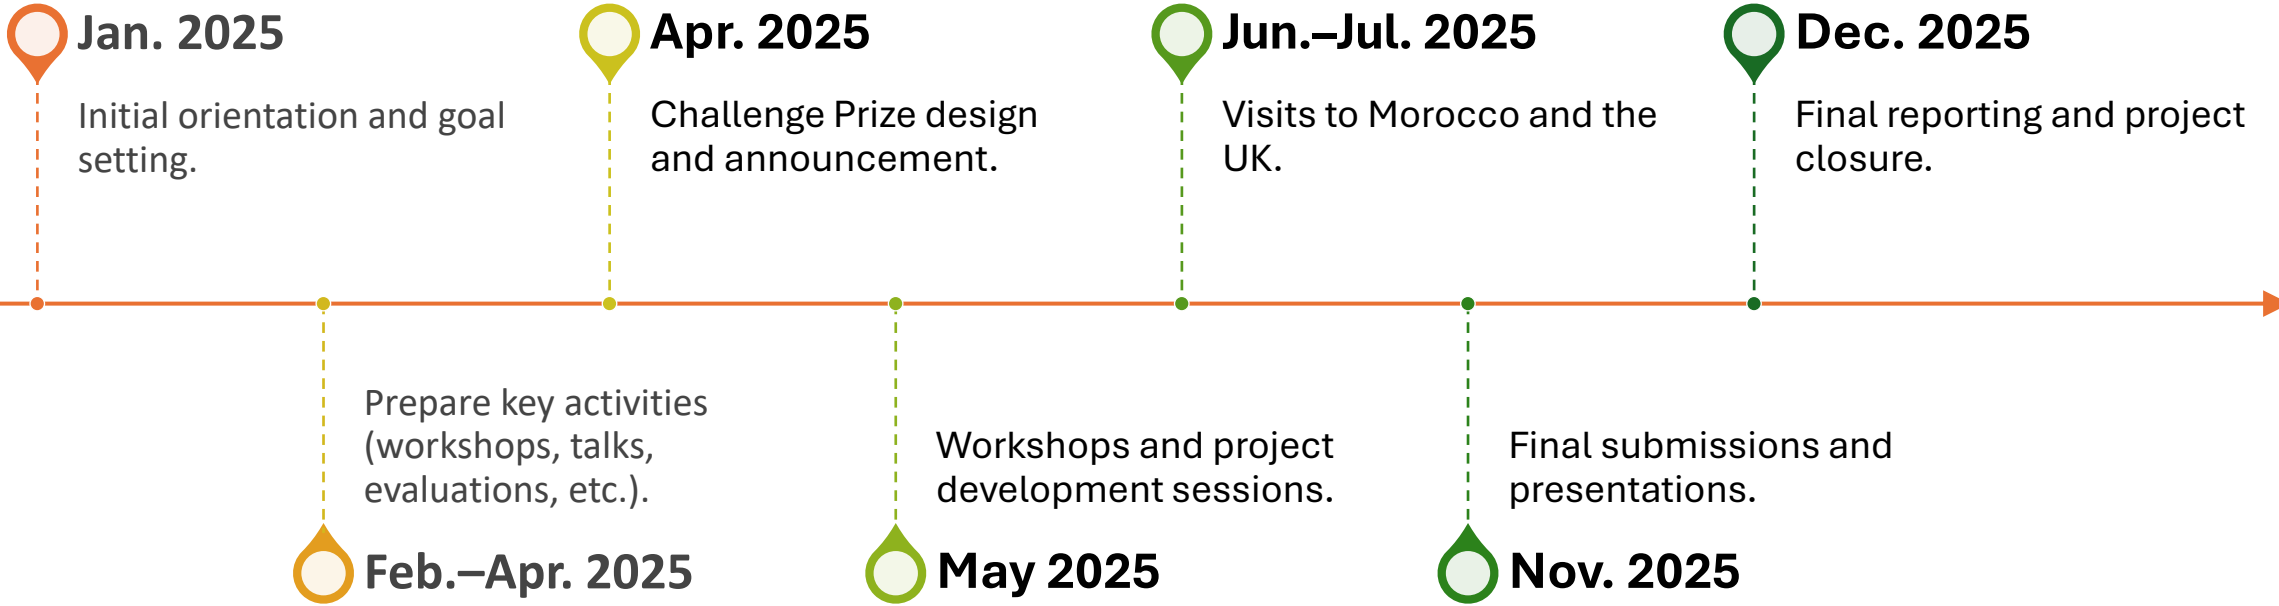 Jan. 2025
Initial orientation and goal
setting.
Prepare key activities
(workshops, talks,
evaluations, etc.).
Feb.–Apr. 2025
Apr. 2025
Challenge Prize design
and announcement.
Workshops and project
development sessions.
May 2025
Jun.–Jul. 2025
Visits to Morocco and the
UK.
Final submissions and
presentations.
Nov. 2025
Dec. 2025
Final reporting and project
closure.